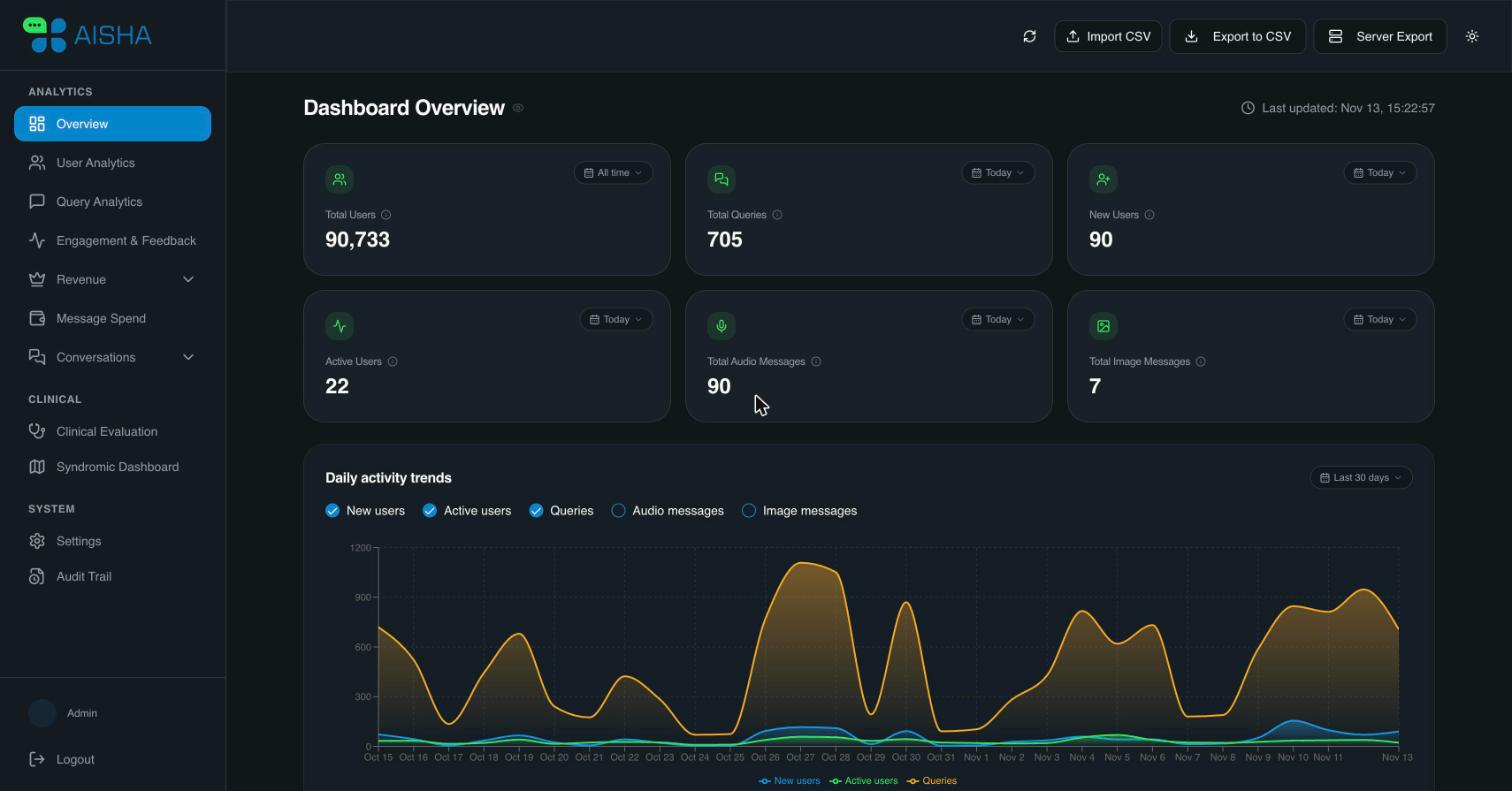 AISHA
Import CSV
Export to CSV
Server Export
ANALYTICS
Overview
User Analytics
Query Analytics
Engagement & Feedback
Revenue
Message Spend
Conversations
CLINICAL
Clinical Evaluation
Syndromic Dashboard
SYSTEM
Settings
Audit Trail
Admin
Logout
Dashboard Overview
Last updated: Nov 13, 15:22:57
All time
Total Users
90,733
Today
Total Queries
705
Today
New Users
90
Today
Active Users
22
Today
Total Audio Messages
90
Today
Total Image Messages
7
Daily activity trends
Last 30 days
New users Active users Queries Audio messages Image messages
1200
900
600
300
0
Oct 15 Oct 16 Oct 17 Oct 18 Oct 19 Oct 20 Oct 21 Oct 22 Oct 23 Oct 24 Oct 25 Oct 26 Oct 27 Oct 28 Oct 29 Oct 30 Oct 31 Nov 1 Nov 2 Nov 3 Nov 4 Nov 5 Nov 6 Nov 7 Nov 8 Nov 9 Nov 10 Nov 11 Nov 13
New users Active users Queries